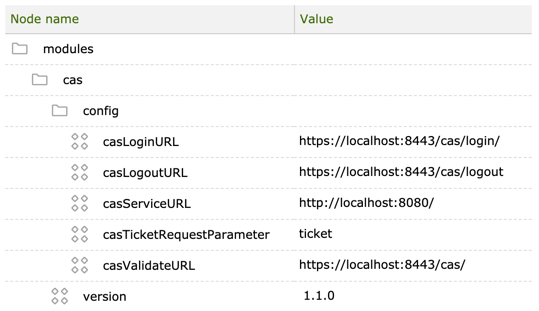 Node name Value
modules
cas
config
casLoginURL https://localhost:8443/cas/login/
casLogoutURL https://localhost:8443/cas/logout
casServiceURL http://localhost:8080/
casTicketRequestParameter ticket
casValidateURL https://localhost:8443/cas/
version 1.1.0